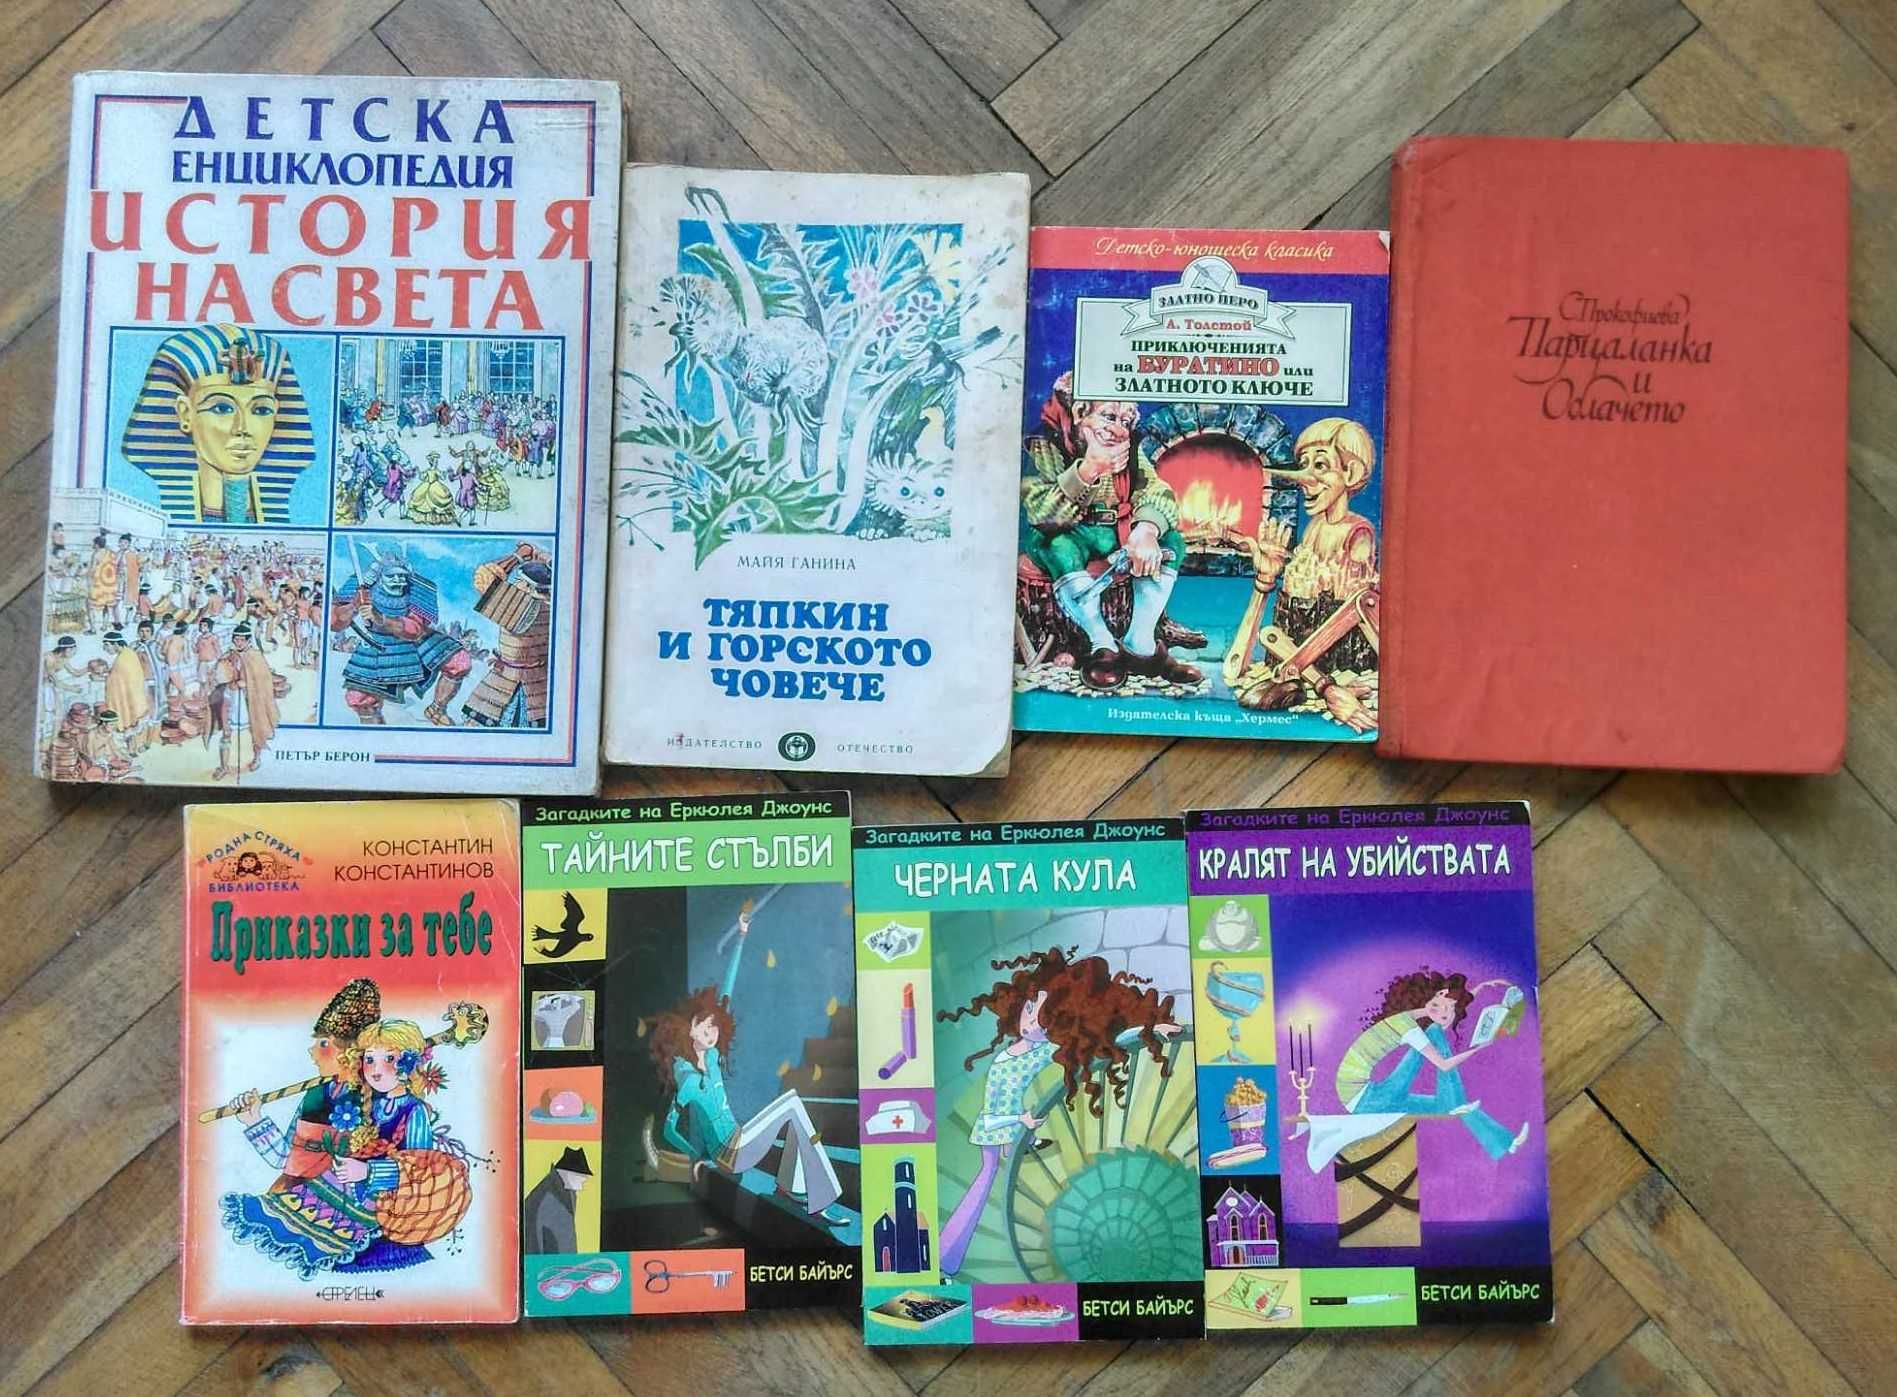 ДЕТСКА
ЕНЦИКЛОПЕДИЯ
ИСТОРИЯ
НА СВЕТА
ПЕТЪР БЕРОН
МАЙЯ ГАНИНА
ТЯПКИН
И ГОРСКОТО
ЧОВЕЧЕ
ИЗДАТЕЛСТВО ОТЕЧЕСТВО
Детско-юношеска класика
ЗЛАТНО ПЕРО
А. Толстой
ПРИКЛЮЧЕНИЯТА
на БУРАТИНО или
ЗЛАТНОТО КЛЮЧЕ
Издателска къща „Хермес“
С. Прокофиева
Парцаланка
и
Облачето
РОДНА СТРЯХА
БИБЛИОТЕКА
КОНСТАНТИН
КОНСТАНТИНОВ
Приказки за тебе
СТРЕЛЕЦ
Загадките на Еркюлея Джоунс
ТАЙНИТЕ СТЪЛБИ
БЕТСИ БАЙЪРС
Загадките на Еркюлея Джоунс
ЧЕРНАТА КУЛА
БЕТСИ БАЙЪРС
Загадките на Еркюлея Джоунс
КРАЛЯТ НА УБИЙСТВАТА
БЕТСИ БАЙЪРС